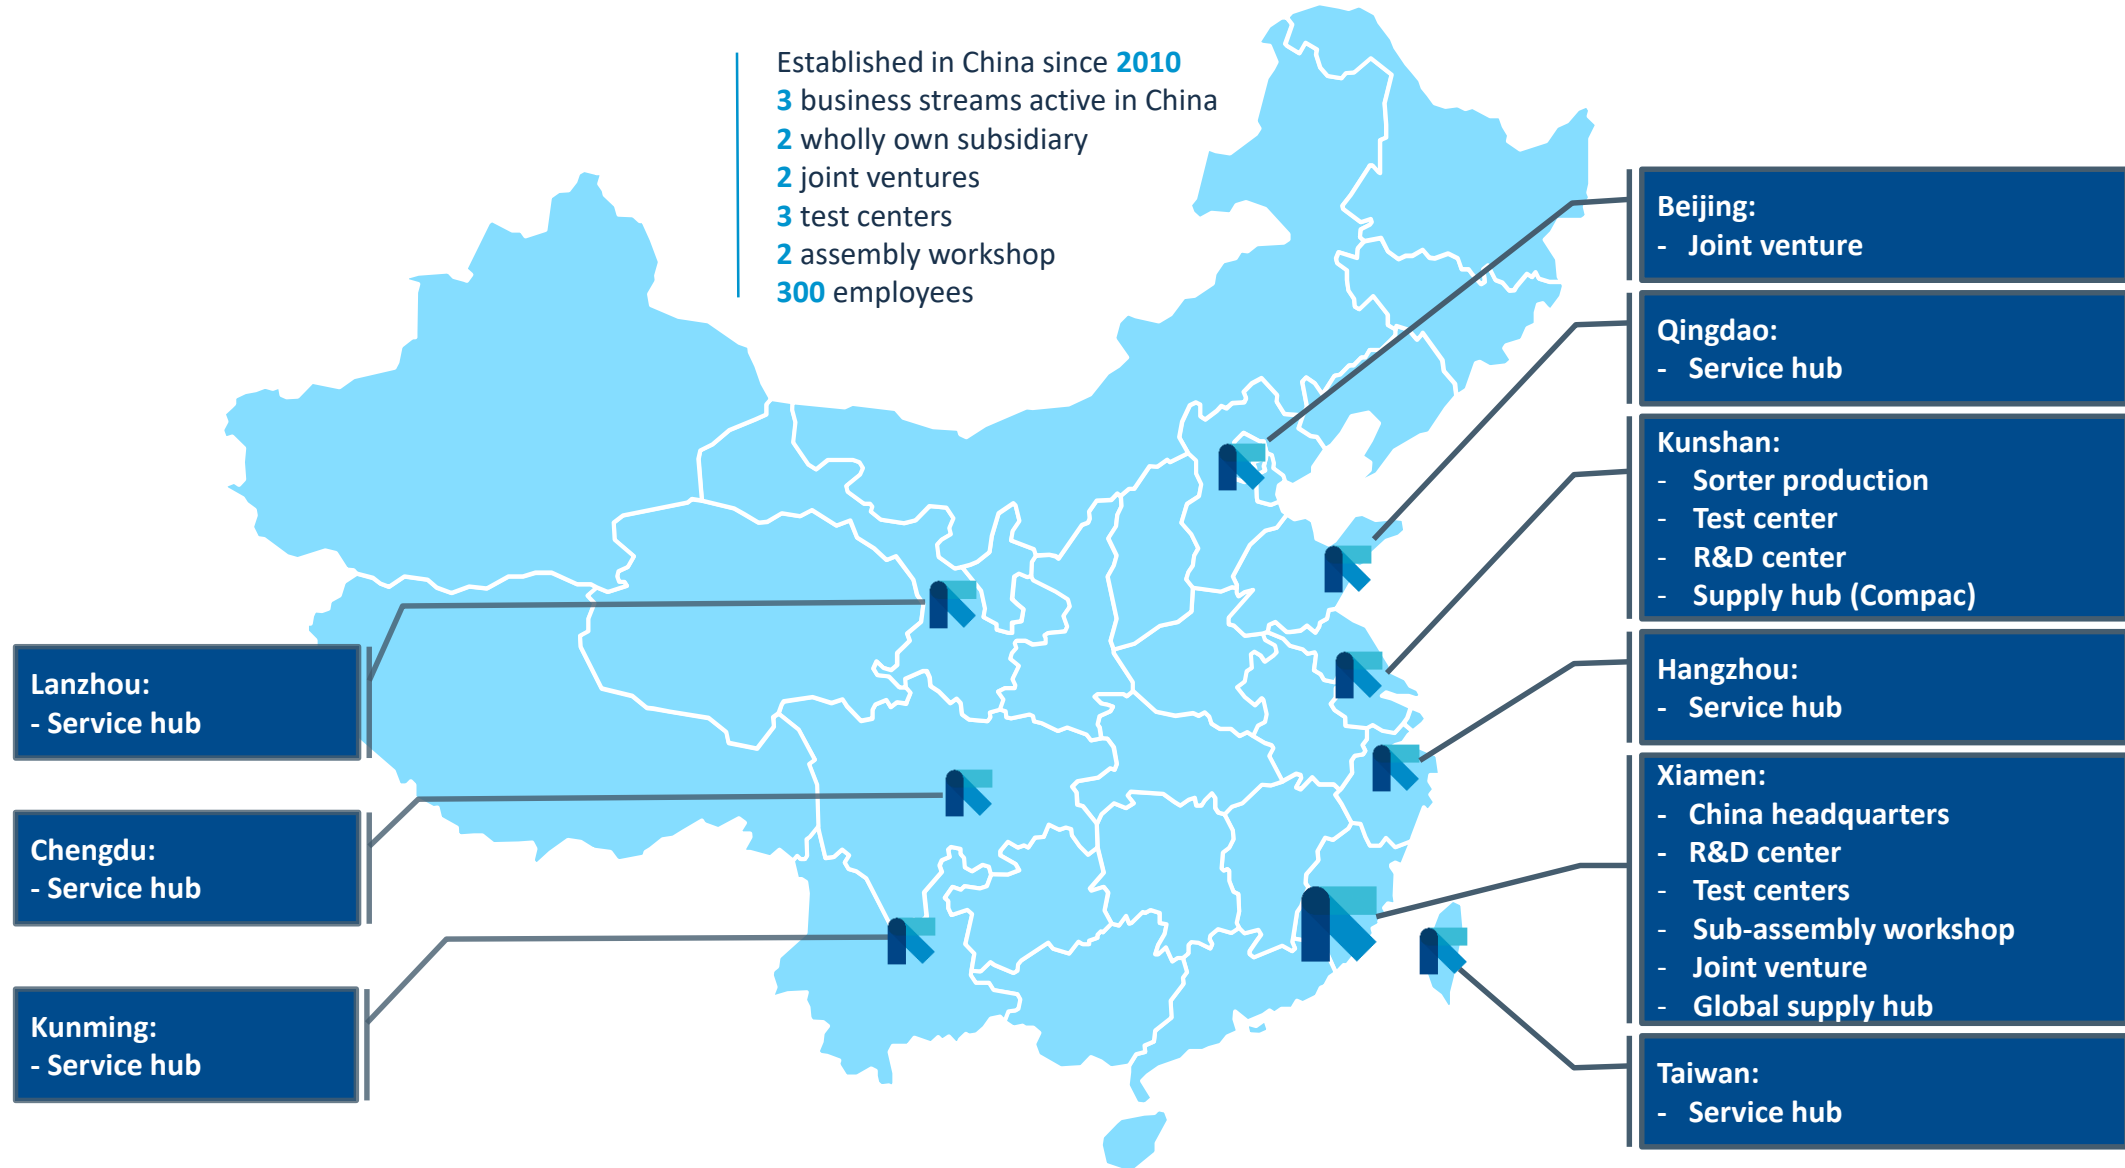 Established in China since 2010
3 business streams active in China
2 wholly own subsidiary
2 joint ventures
3 test centers
2 assembly workshop
300 employees
Lanzhou:
- Service hub
Chengdu:
- Service hub
Kunming:
- Service hub
Beijing:
- Joint venture
Qingdao:
- Service hub
Kunshan:
- Sorter production
- Test center
- R&D center
- Supply hub (Compac)
Hangzhou:
- Service hub
Xiamen:
- China headquarters
- R&D center
- Test centers
- Sub-assembly workshop
- Joint venture
- Global supply hub
Taiwan:
- Service hub